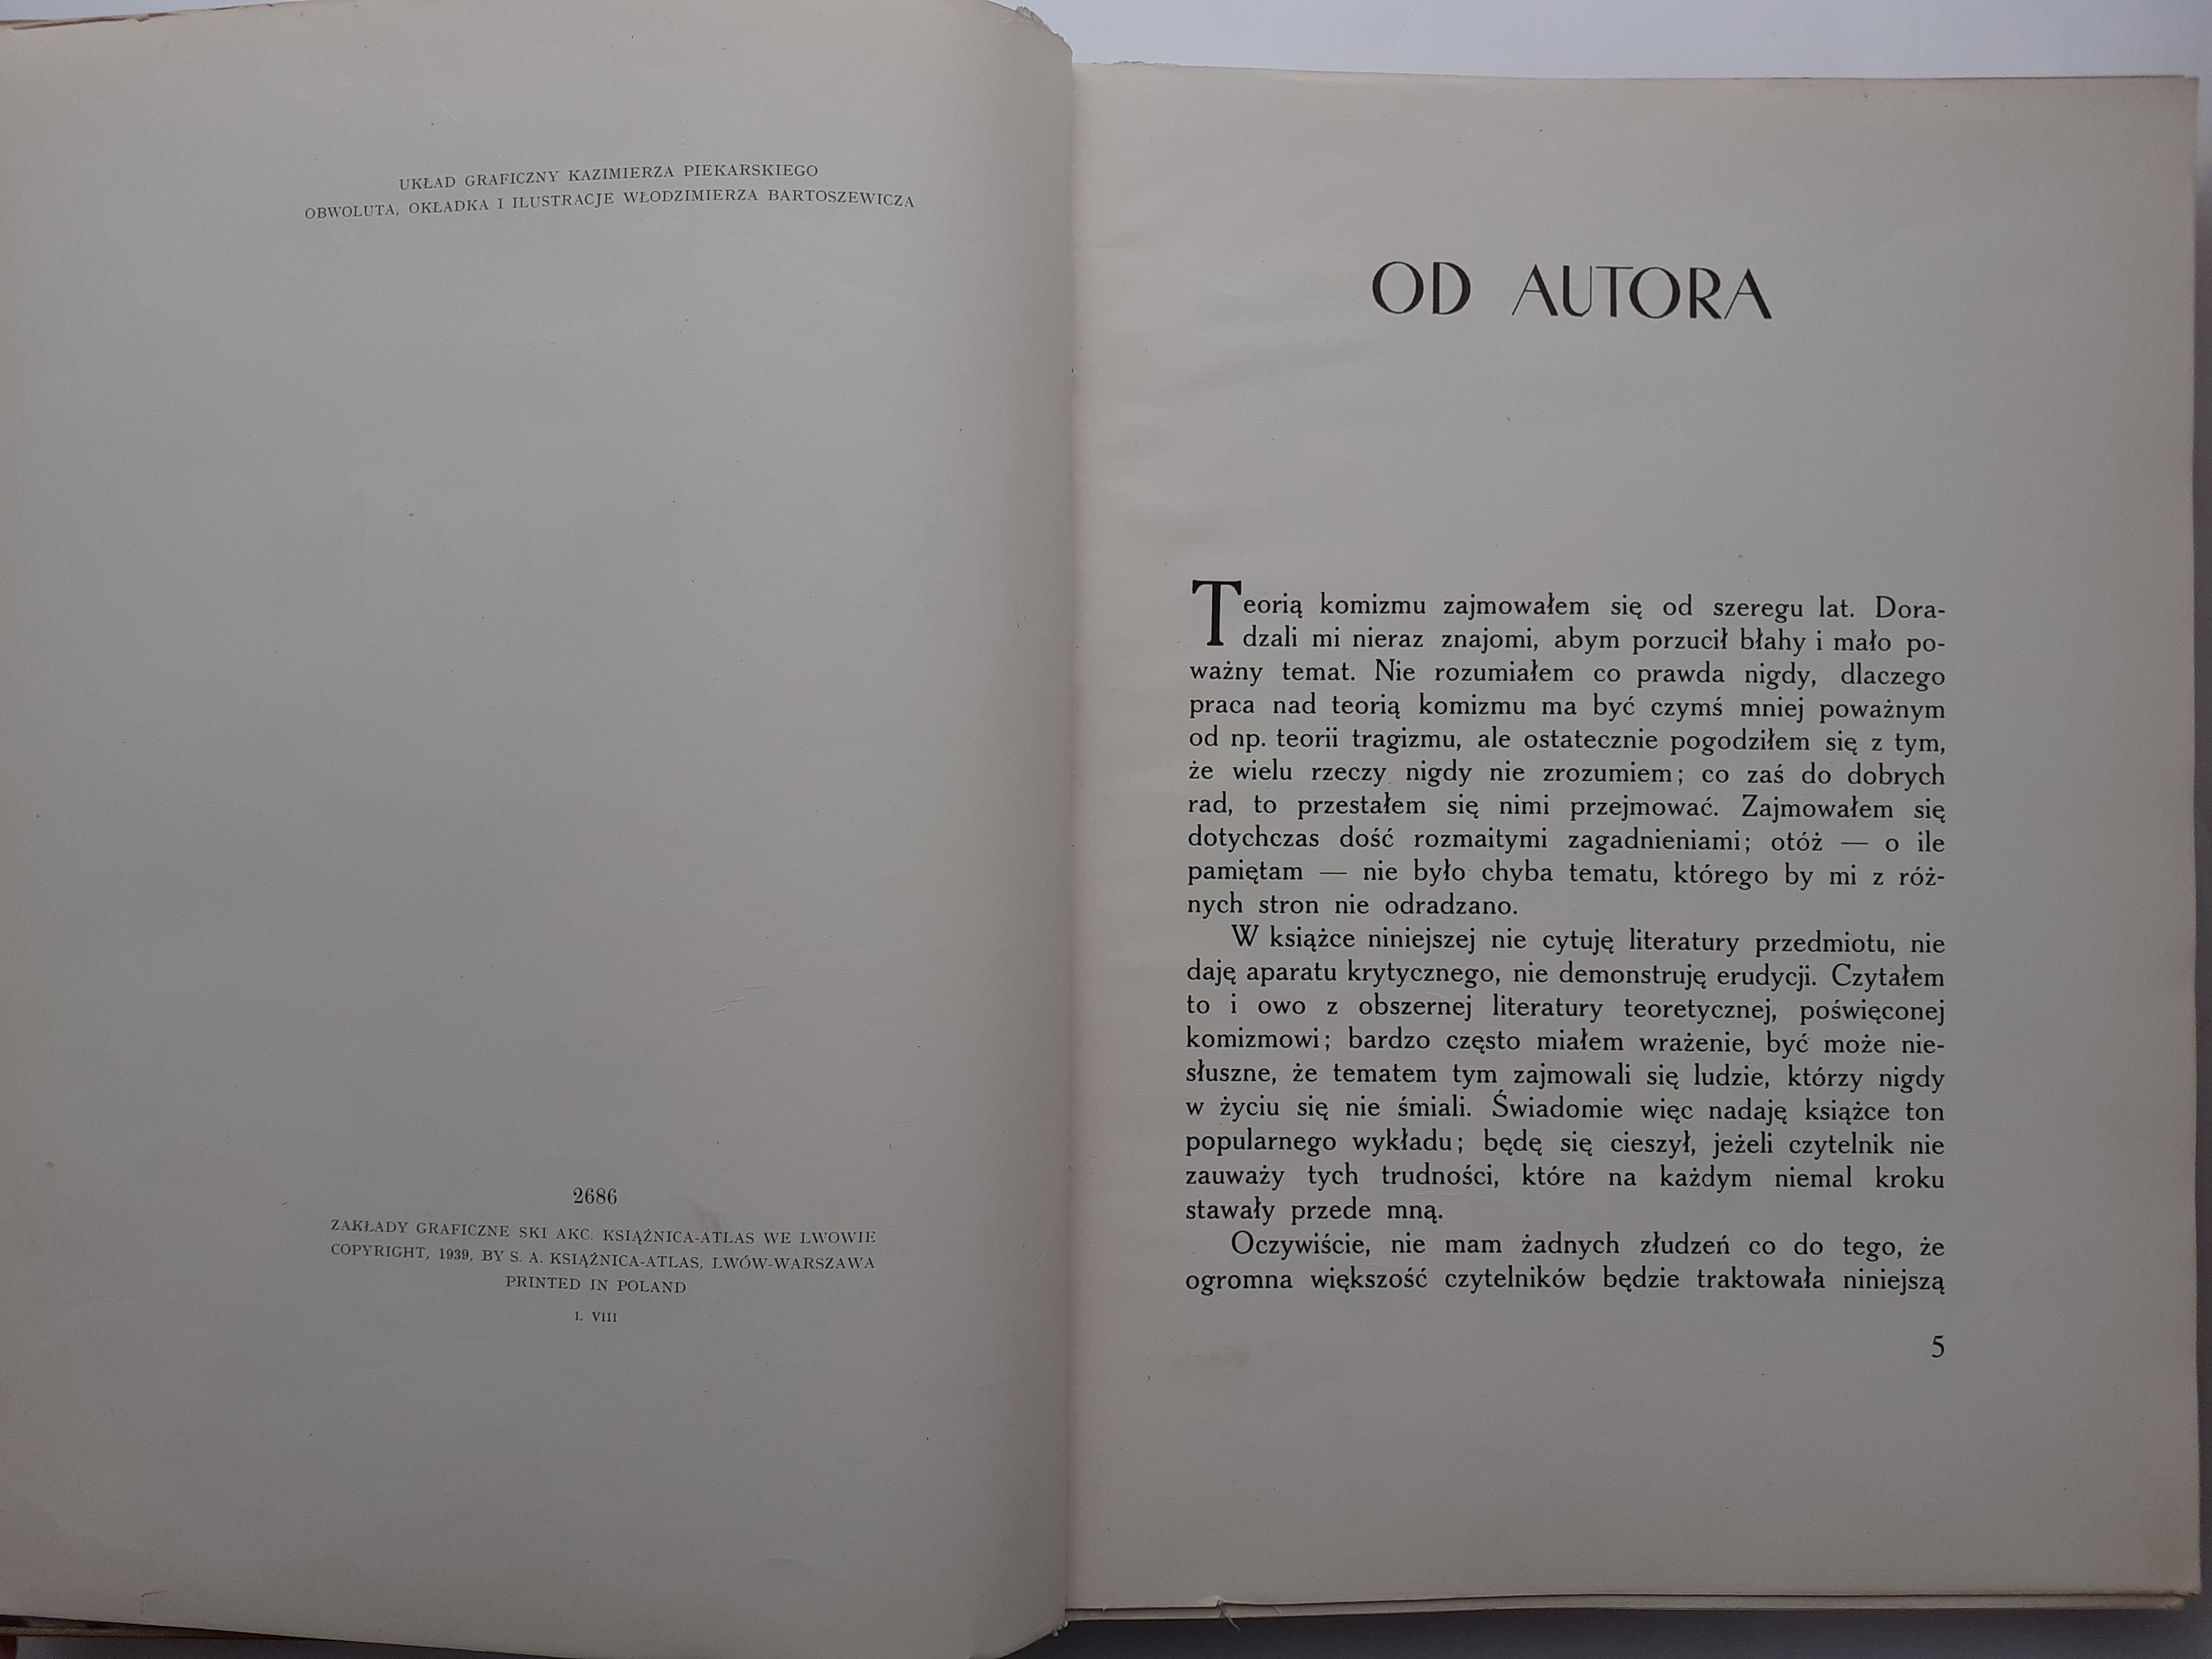 UKŁAD GRAFICZNY KAZIMIERZA PIEKARSKIEGO
OBWOLUTA, OKŁADKA I ILUSTRACJE WŁODZIMIERZA BARTOSZEWICZA
2686
ZAKŁADY GRAFICZNE SKI AKC. KSIĄŻNICA-ATLAS WE LWOWIE
COPYRIGHT, 1939, BY S. A. KSIĄŻNICA-ATLAS, LWÓW-WARSZAWA
PRINTED IN POLAND
L VIII
OD AUTORA
Teorią komizmu zajmowałem się od szeregu lat. Dora-
dzali mi nieraz znajomi, abym porzucił błahy i mało po-
ważny temat. Nie rozumiałem co prawda nigdy, dlaczego
praca nad teorią komizmu ma być czymś mniej poważnym
od np. teorii tragizmu, ale ostatecznie pogodziłem się z tym,
że wielu rzeczy nigdy nie zrozumiem; co zaś do dobrych
rad, to przestałem się nimi przejmować. Zajmowałem się
dotychczas dość rozmaitymi zagadnieniami; otóż — o ile
pamiętam — nie było chyba tematu, którego by mi z róż-
nych stron nie odradzano.
W książce niniejszej nie cytuję literatury przedmiotu, nie
daję aparatu krytycznego, nie demonstruję erudycji. Czytałem
to i owo z obszernej literatury teoretycznej, poświęconej
komizmowi; bardzo często miałem wrażenie, być może nie-
słuszne, że tematem tym zajmowali się ludzie, którzy nigdy
w życiu się nie śmiali. Świadomie więc nadaję książce ton
popularnego wykładu; będę się cieszył, jeżeli czytelnik nie
zauważy tych trudności, które na każdym niemal kroku
stawały przede mną.
Oczywiście, nie mam żadnych złudzeń co do tego, że
ogromna większość czytelników będzie traktowała niniejszą
5